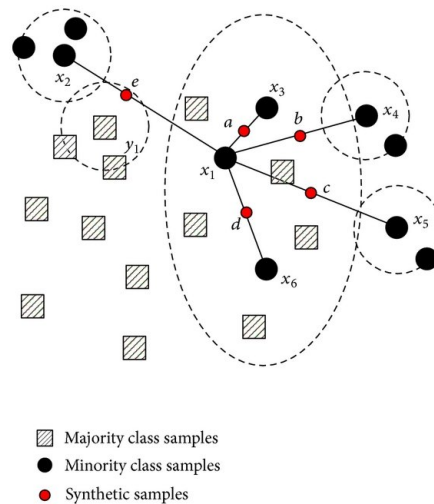 x2
e
y1
a
x3
b
x4
x1
c
x5
d
x6
Majority class samples
Minority class samples
Synthetic samples